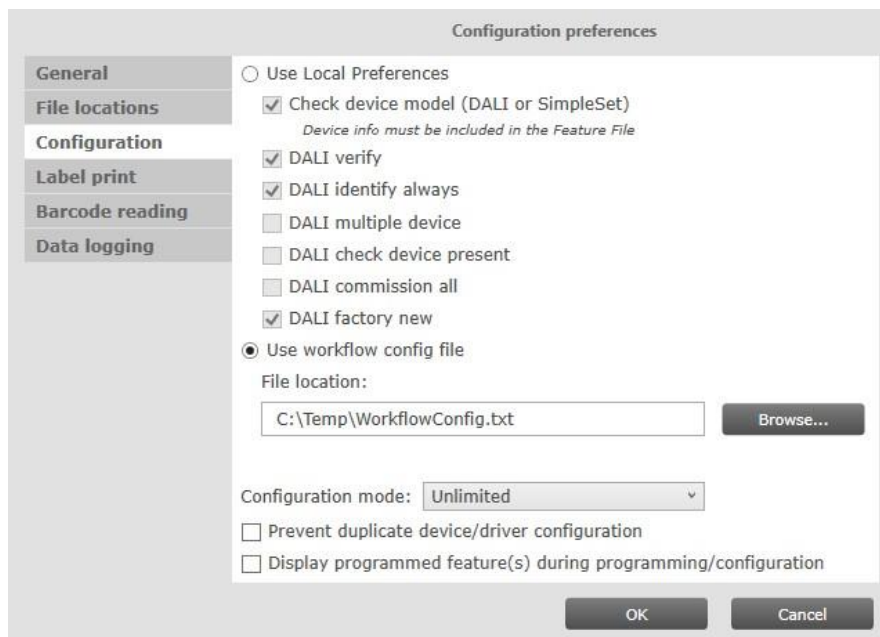 Configuration preferences
General
File locations
Configuration
Label print
Barcode reading
Data logging
Use Local Preferences
Check device model (DALI or SimpleSet)
Device info must be included in the Feature File
DALI verify
DALI identify always
DALI multiple device
DALI check device present
DALI commission all
DALI factory new
Use workflow config file
File location:
C:\Temp\WorkflowConfig.txt
Browse...
Configuration mode: Unlimited
Prevent duplicate device/driver configuration
Display programmed feature(s) during programming/configuration
OK
Cancel